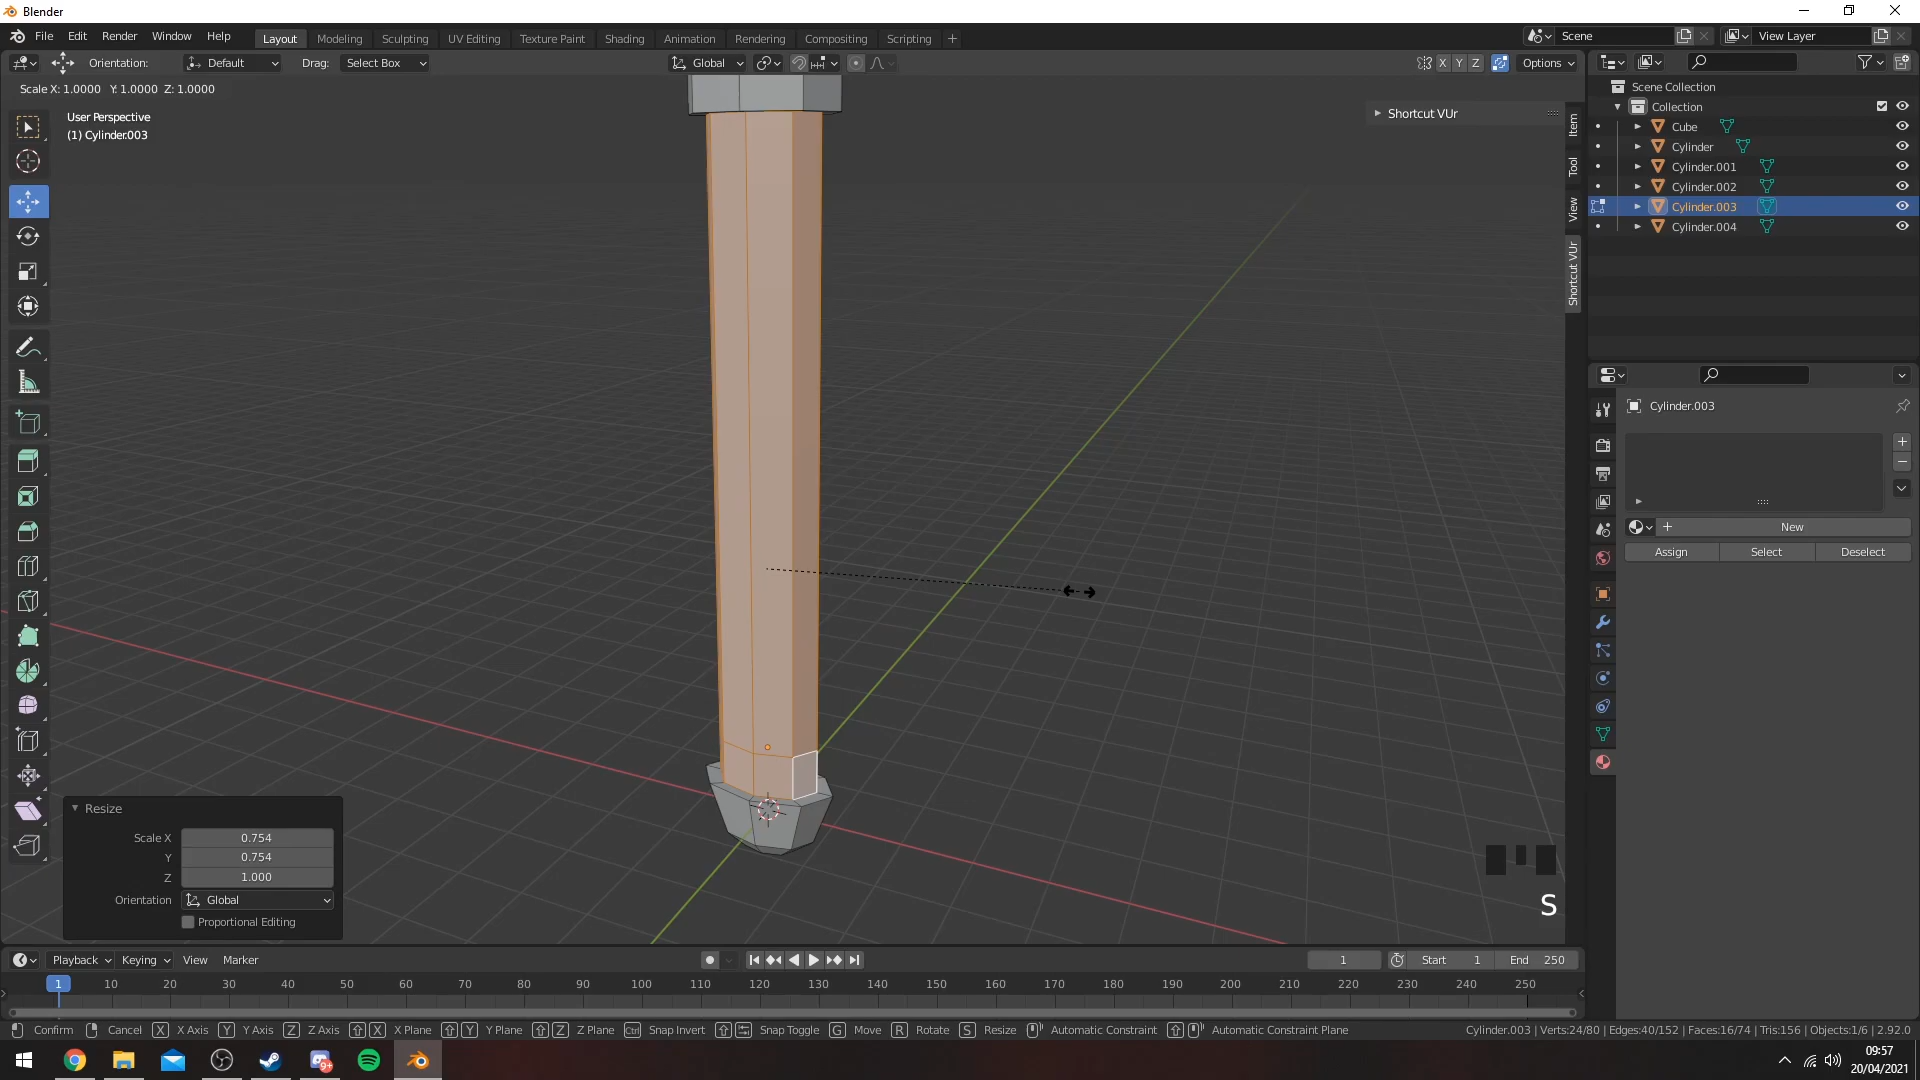 Blender
File Edit Render Window Help
Layout Modeling Sculpting UV Editing Texture Paint Shading Animation Rendering Compositing Scripting
Scene
View Layer
Orientation: Default Drag: Select Box
Global
X Y Z
Options
Scale X: 1.0000 Y: 1.0000 Z: 1.0000
User Perspective
(1) Cylinder.003
Shortcut VUr
Item
Tool
View
Shortcut VUr
Scene Collection
Collection
Cube
Cylinder
Cylinder.001
Cylinder.002
Cylinder.003
Cylinder.004
Cylinder.003
New
Assign Select Deselect
Resize
Scale X 0.754
Y 0.754
Z 1.000
Orientation Global
Proportional Editing
S
Playback Keying View Marker
1 Start 1 End 250
1 10 20 30 40 50 60 70 80 90 100 110 120 130 140 150 160 170 180 190 200 210 220 230 240 250
Confirm Cancel X X Axis Y Y Axis Z Z Axis X X Plane Y Y Plane Z Z Plane Ctrl Snap Invert Snap Toggle G Move R Rotate S Resize Automatic Constraint Automatic Constraint Plane
Cylinder.003 | Verts:24/80 | Edges:40/152 | Faces:16/74 | Tris:156 | Objects:1/6 | 2.92.0
9+
09:57
20/04/2021